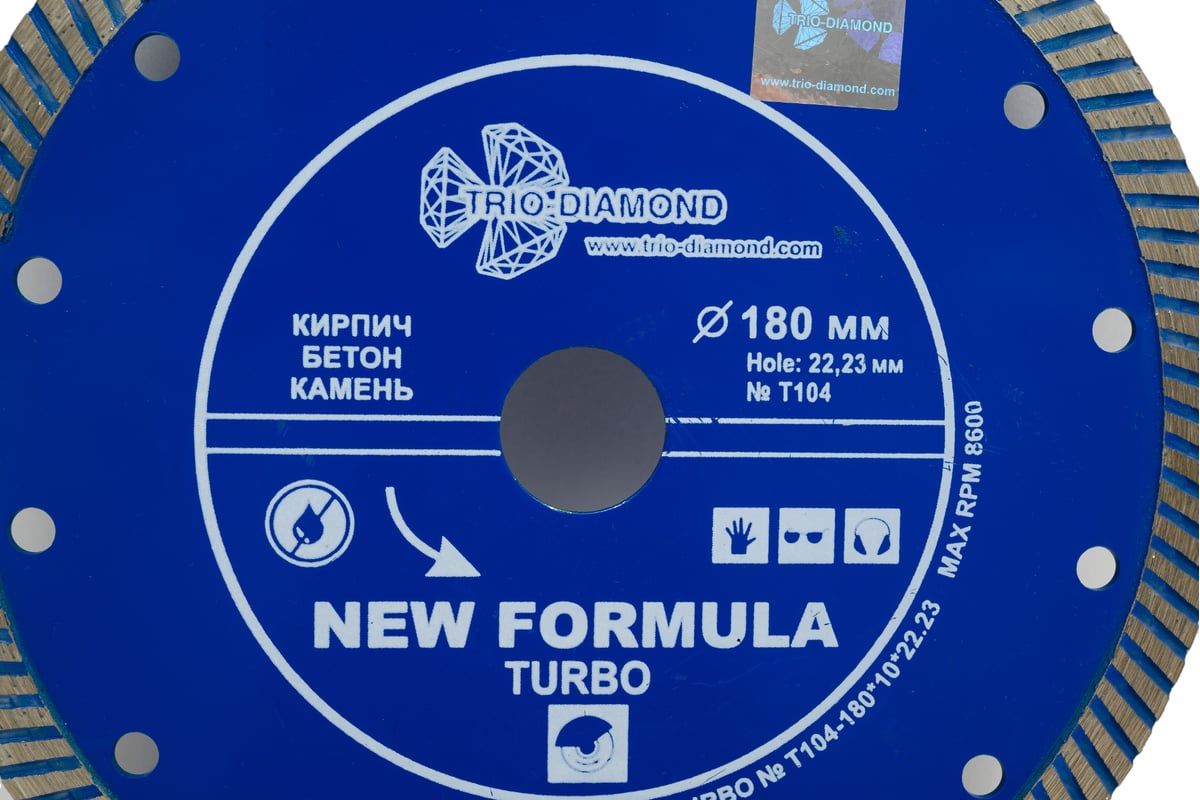 TRIO-DIAMOND
www.trio-diamond.com
TRIO-DIAMOND
www.trio-diamond.com
КИРПИЧ
БЕТОН
КАМЕНЬ
Ø 180 мм
Hole: 22,23 мм
№ T104
NEW FORMULA
TURBO
№ T104-180*10*22.23 MAX RPM 8600